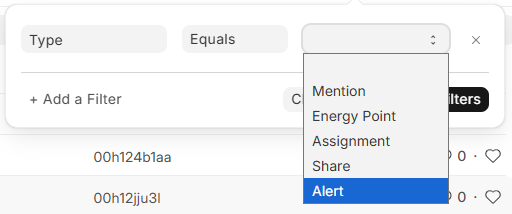 Type
Equals
Mention
Energy Point
Assignment
Share
Alert
+ Add a Filter
00h124b1aa
0 ·
00h12jju3l
0 ·